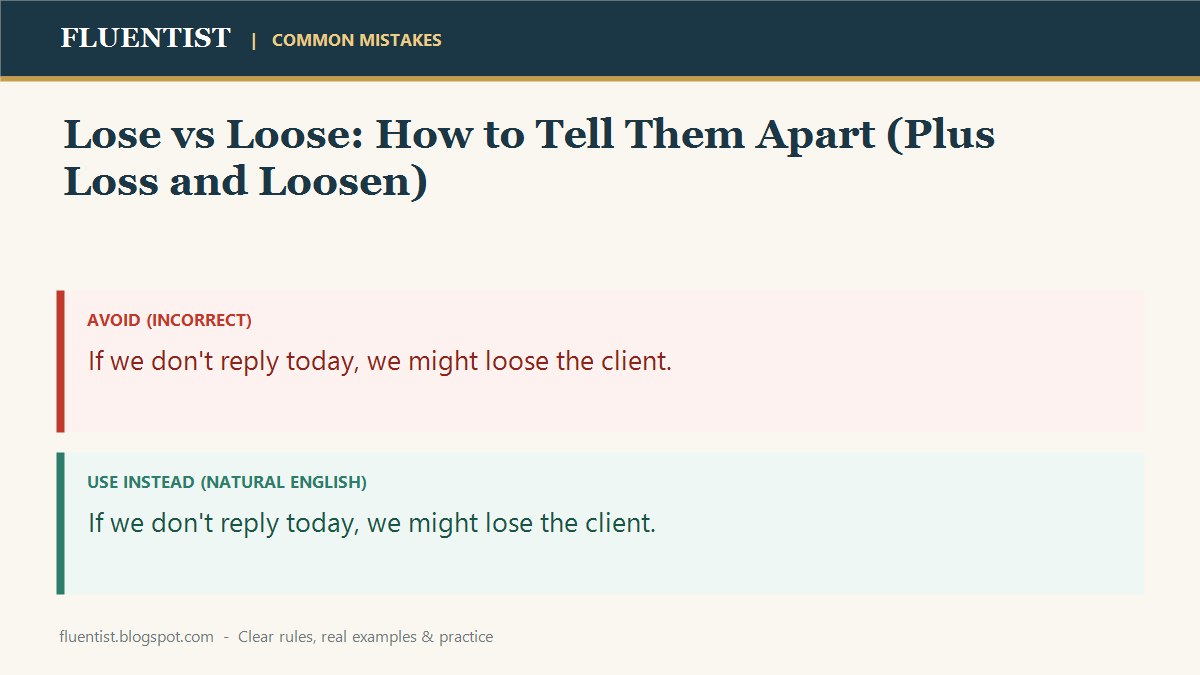 FLUENTIST | COMMON MISTAKES
Lose vs Loose: How to Tell Them Apart (Plus
Loss and Loosen)
AVOID (INCORRECT)
If we don't reply today, we might loose the client.
USE INSTEAD (NATURAL ENGLISH)
If we don't reply today, we might lose the client.
fluentist.blogspot.com - Clear rules, real examples & practice